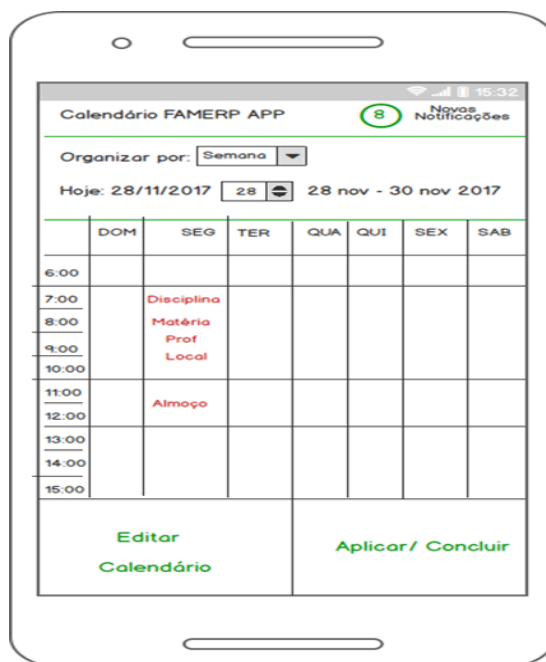 15:32
Calendário FAMERP APP
8
Novas
Notificações
Organizar por: Semana
Hoje: 28/11/2017 28 28 nov - 30 nov 2017
DOM SEG TER QUA QUI SEX SAB
6:00
7:00 Disciplina
8:00 Matéria
Prof
9:00
Local
10:00
11:00
Almoço
12:00
13:00
14:00
15:00
Editar
Calendário
Aplicar/ Concluir